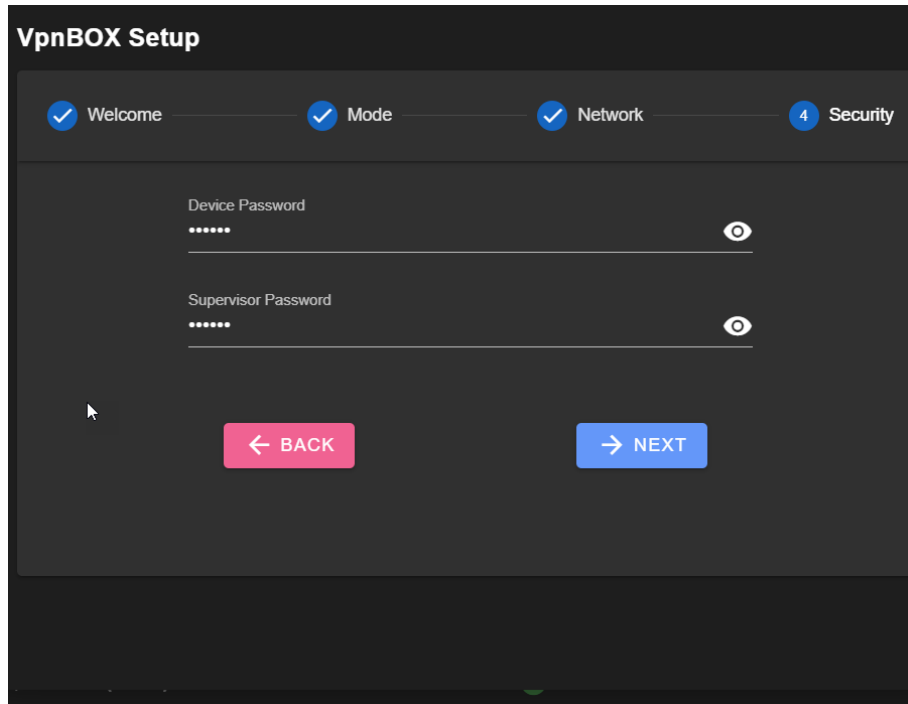 VpnBOX Setup
Welcome
Mode
Network
4 Security
Device Password
••••••
Supervisor Password
••••••
BACK
NEXT